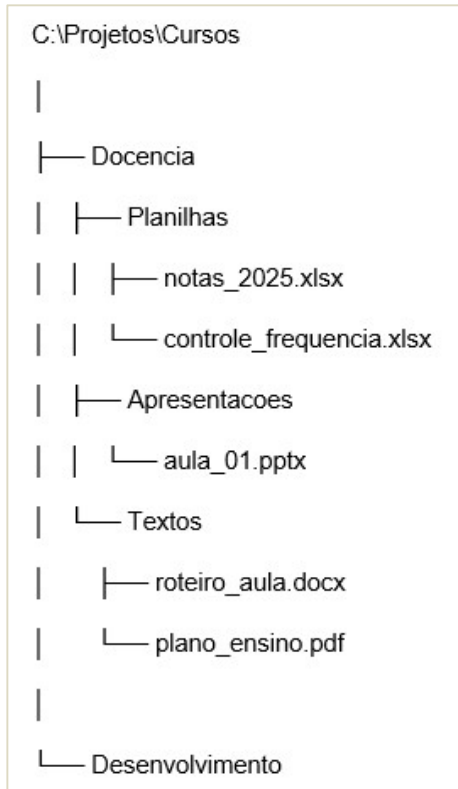 C:\Projetos\Cursos
│
├── Docencia
│ ├── Planilhas
│ │ ├── notas_2025.xlsx
│ │ └── controle_frequencia.xlsx
│ ├── Apresentacoes
│ │ └── aula_01.pptx
│ └── Textos
│ ├── roteiro_aula.docx
│ └── plano_ensino.pdf
│
└── Desenvolvimento